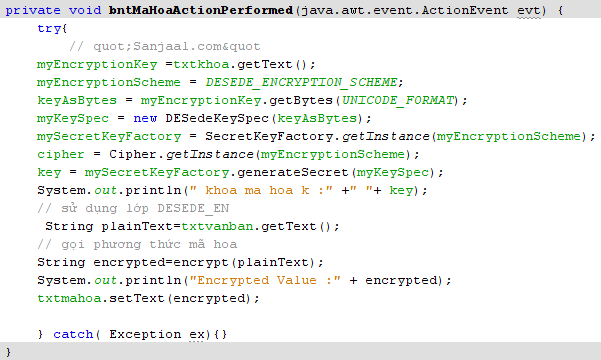 private void bntMaHoaActionPerformed(java.awt.event.ActionEvent evt) {
try{
// quot;Sanjaal.com&quot
myEncryptionKey =txtkhoa.getText();
myEncryptionScheme = DESEDE_ENCRYPTION_SCHEME;
keyAsBytes = myEncryptionKey.getBytes(UNICODE_FORMAT);
myKeySpec = new DESedeKeySpec(keyAsBytes);
mySecretKeyFactory = SecretKeyFactory.getInstance(myEncryptionScheme);
cipher = Cipher.getInstance(myEncryptionScheme);
key = mySecretKeyFactory.generateSecret(myKeySpec);
System.out.println(" khoa ma hoa k :" +" "+ key);
// sử dụng lớp DESEDE_EN
String plainText=txtvanban.getText();
// gọi phương thức mã hoa
String encrypted=encrypt(plainText);
System.out.println("Encrypted Value :" + encrypted);
txtmahoa.setText(encrypted);
} catch( Exception ex){}
}